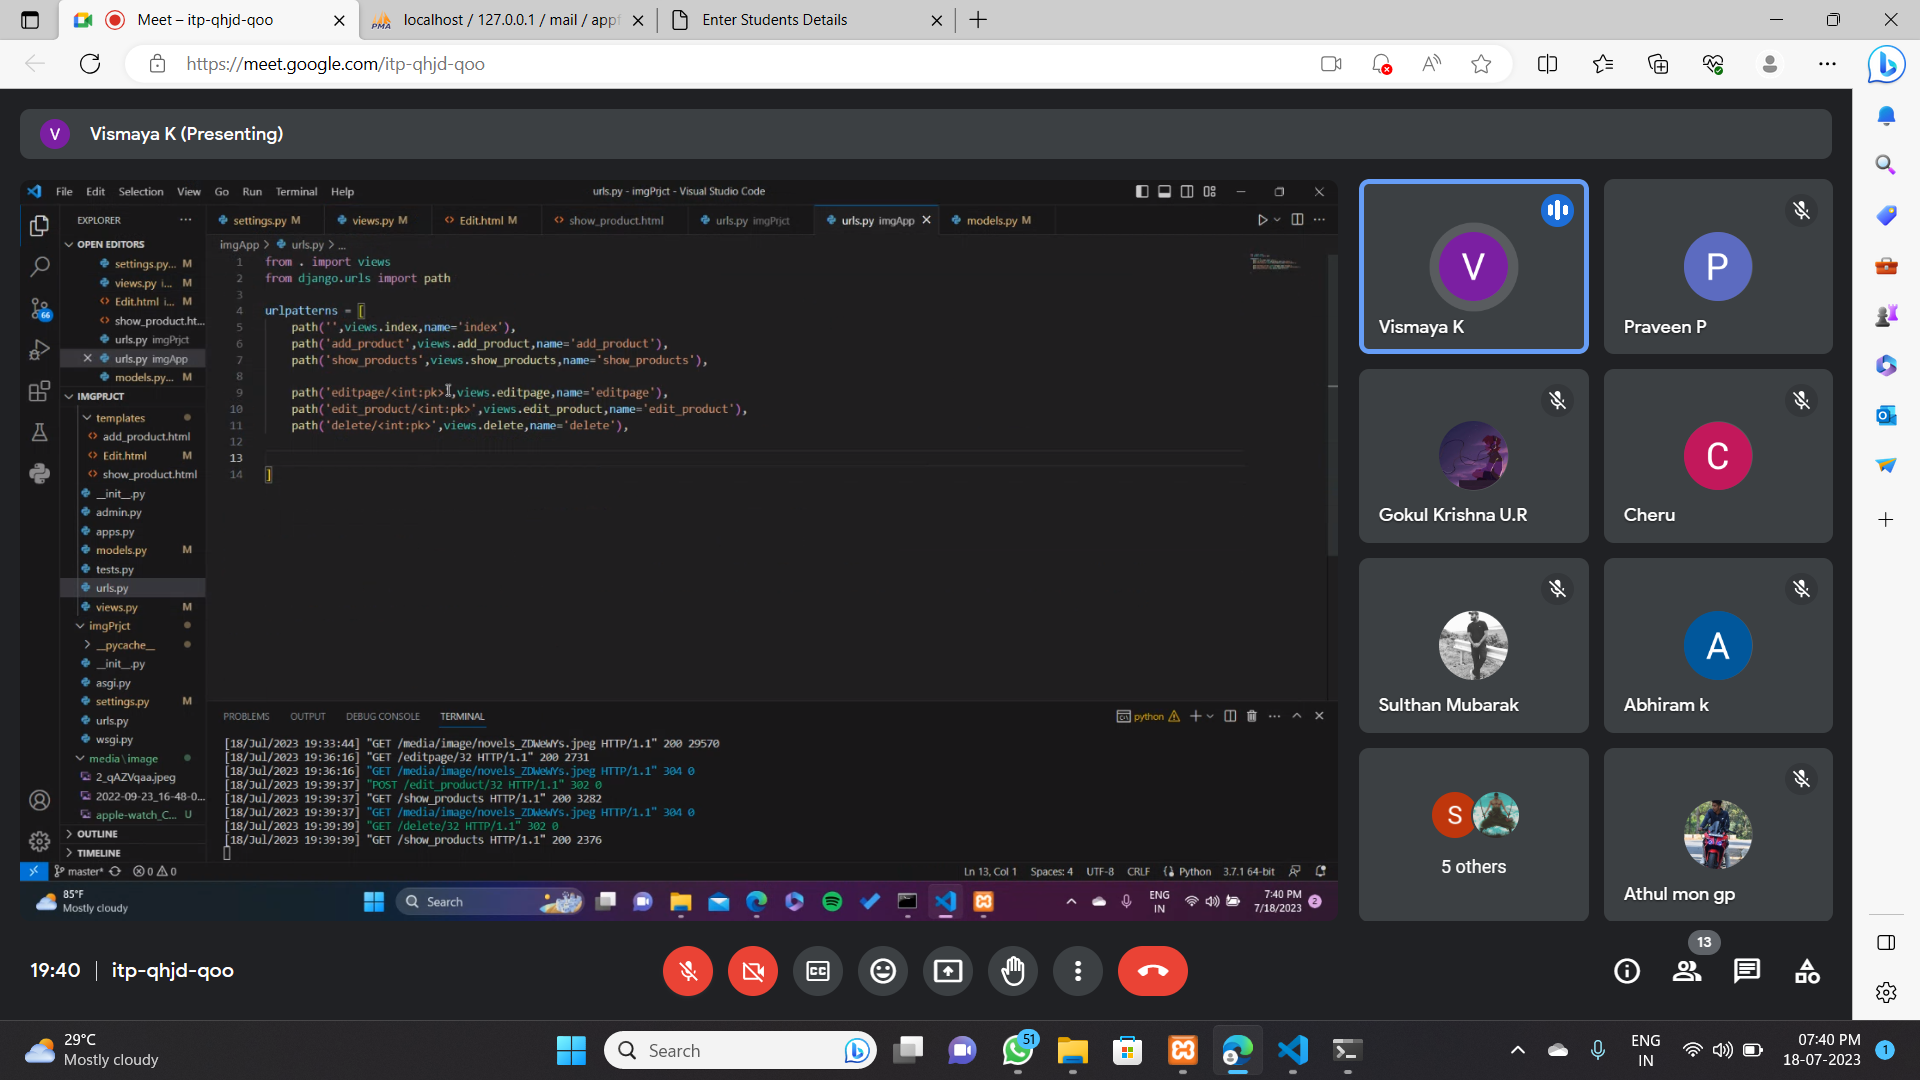 Meet – itp-qhjd-qoo
localhost / 127.0.0.1 / mail / appf
Enter Students Details
https://meet.google.com/itp-qhjd-qoo
V
Vismaya K (Presenting)
File Edit Selection View Go Run Terminal Help
urls.py - imgPrjct - Visual Studio Code
EXPLORER
settings.py M
views.py M
Edit.html M
show_product.html
urls.py imgPrjct
urls.py imgApp
models.py M
OPEN EDITORS
settings.py... M
views.py i... M
Edit.html i... M
show_product.ht...
urls.py imgPrjct
urls.py imgApp
models.py... M
IMGPRJCT
templates
add_product.html
Edit.html M
show_product.html
__init__.py
admin.py
apps.py
models.py M
tests.py
urls.py
views.py M
imgPrjct
__pycache__
__init__.py
asgi.py
settings.py M
urls.py
wsgi.py
media\image
2_qAZVqaa.jpeg
2022-09-23_16-48-0...
apple-watch_C... U
OUTLINE
TIMELINE
imgApp > urls.py > ...
1 from . import views
2 from django.urls import path
3
4 urlpatterns = [
5 path('',views.index,name='index'),
6 path('add_product',views.add_product,name='add_product'),
7 path('show_products',views.show_products,name='show_products'),
8
9 path('editpage/<int:pk>',views.editpage,name='editpage'),
10 path('edit_product/<int:pk>',views.edit_product,name='edit_product'),
11 path('delete/<int:pk>',views.delete,name='delete'),
12
13
14 ]
PROBLEMS OUTPUT DEBUG CONSOLE TERMINAL
python
[18/Jul/2023 19:33:44] "GET /media/image/novels_ZDWeWYs.jpeg HTTP/1.1" 200 29570
[18/Jul/2023 19:36:16] "GET /editpage/32 HTTP/1.1" 200 2731
[18/Jul/2023 19:36:16] "GET /media/image/novels_ZDWeWYs.jpeg HTTP/1.1" 304 0
[18/Jul/2023 19:39:37] "POST /edit_product/32 HTTP/1.1" 302 0
[18/Jul/2023 19:39:37] "GET /show_products HTTP/1.1" 200 3282
[18/Jul/2023 19:39:37] "GET /media/image/novels_ZDWeWYs.jpeg HTTP/1.1" 304 0
[18/Jul/2023 19:39:39] "GET /delete/32 HTTP/1.1" 302 0
[18/Jul/2023 19:39:39] "GET /show_products HTTP/1.1" 200 2376
66
master*
0 0
Ln 13, Col 1 Spaces: 4 UTF-8 CRLF Python 3.7.1 64-bit
85°F
Mostly cloudy
Search
ENG
IN
7:40 PM
7/18/2023
2
V
Vismaya K
P
Praveen P
Gokul Krishna U.R
C
Cheru
Sulthan Mubarak
A
Abhiram k
S
5 others
Athul mon gp
19:40 | itp-qhjd-qoo
13
29°C
Mostly cloudy
Search
51
ENG
IN
07:40 PM
18-07-2023
1